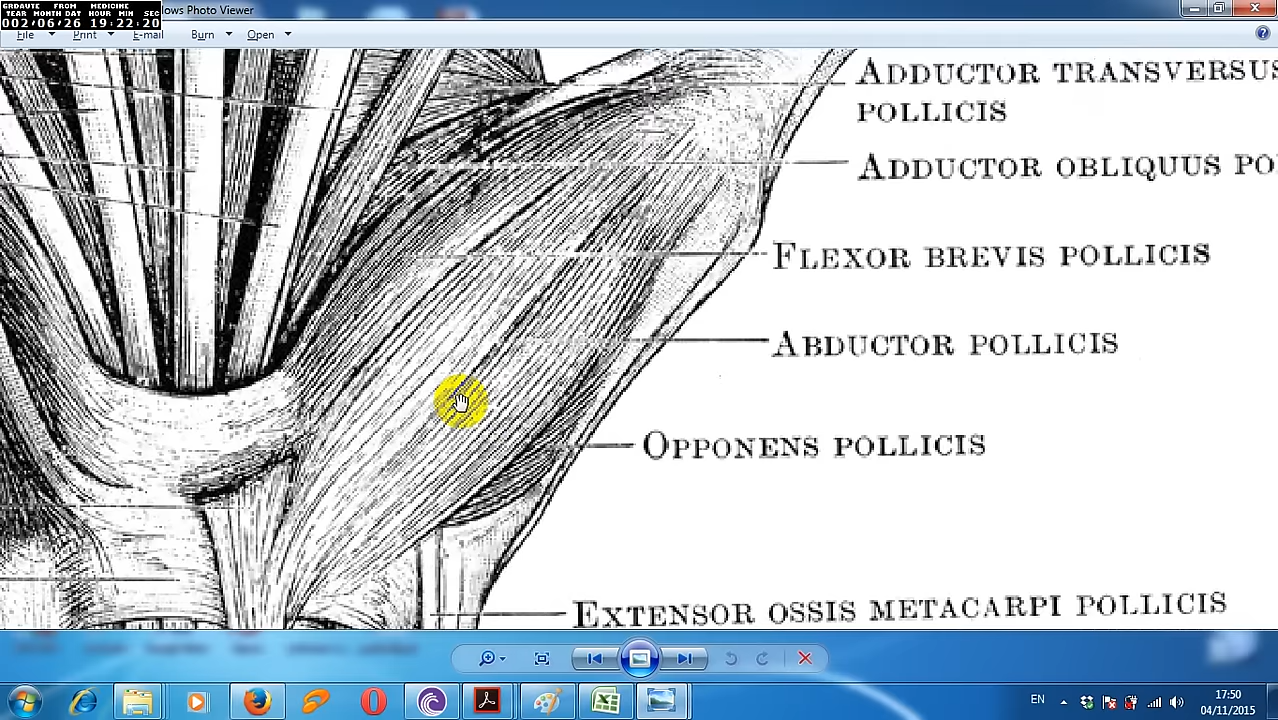 GRDAUTE FROM MEDICINE
YEAR MONTH DAT HOUR MIN SEC
002/06/26 19:22:20
ows Photo Viewer
File Print E-mail Burn Open
ADDUCTOR TRANSVERSUS
POLLICIS
ADDUCTOR OBLIQUUS PO
FLEXOR BREVIS POLLICIS
ABDUCTOR POLLICIS
OPPONENS POLLICIS
EXTENSOR OSSIS METACARPI POLLICIS
EN
17:50
04/11/2015